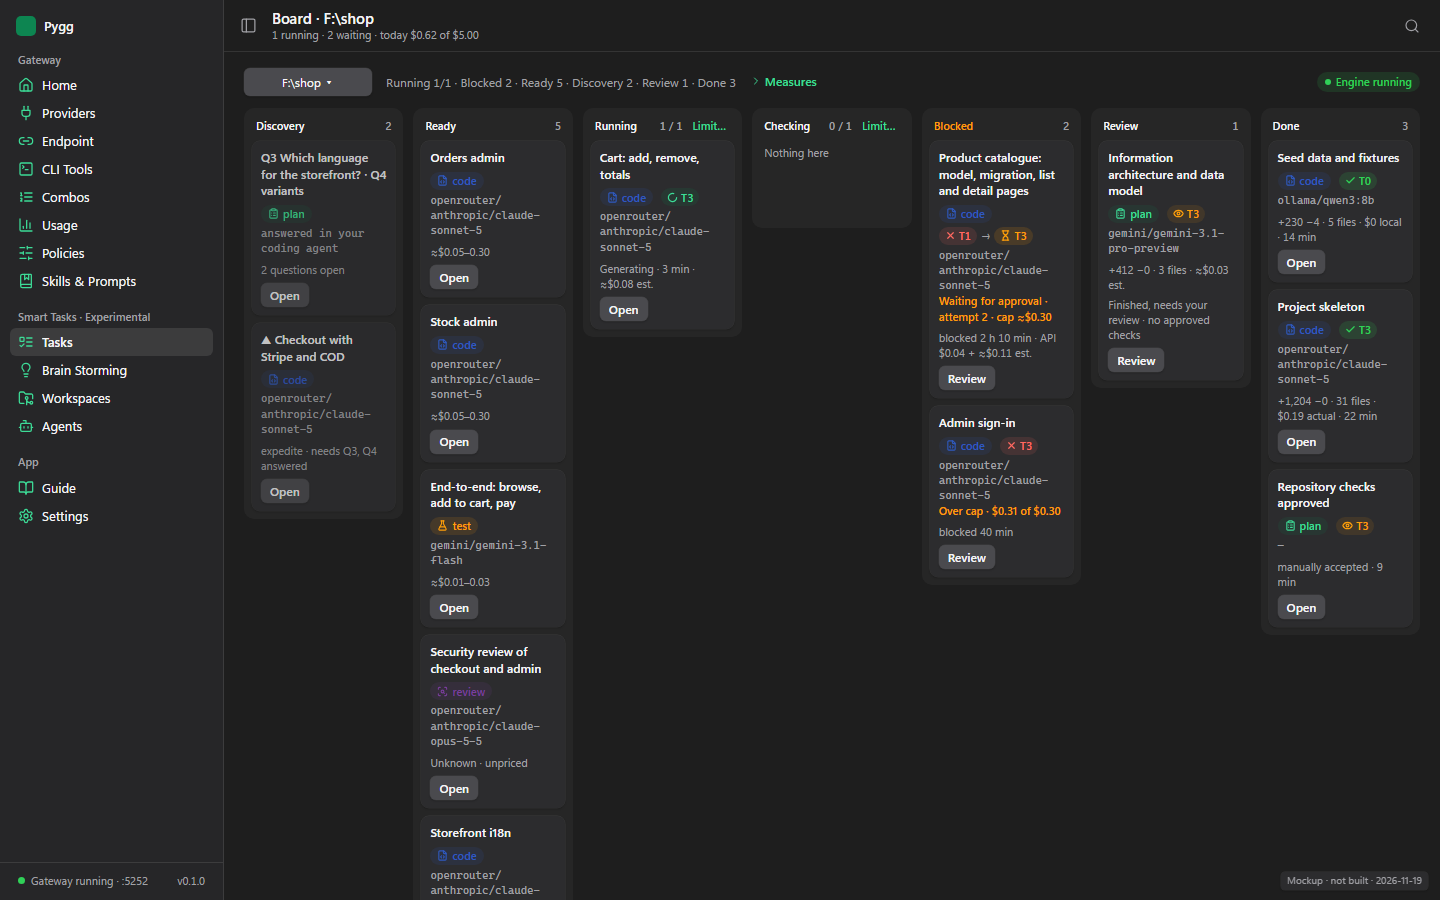 Pygg
Gateway
Home
Providers
Endpoint
CLI Tools
Combos
Usage
Policies
Skills & Prompts
Smart Tasks · Experimental
Tasks
Brain Storming
Workspaces
Agents
App
Guide
Settings
Gateway running · :5252
v0.1.0
Board · F:\shop
1 running · 2 waiting · today $0.62 of $5.00
F:\shop
Running 1/1 · Blocked 2 · Ready 5 · Discovery 2 · Review 1 · Done 3
Measures
Engine running
Discovery 2
Q3 Which language
for the storefront? · Q4
variants
plan
answered in your
coding agent
2 questions open
Open
▲ Checkout with
Stripe and COD
code
openrouter/
anthropic/claude-
sonnet-5
expedite · needs Q3, Q4
answered
Open
Ready 5
Orders admin
code
openrouter/
anthropic/claude-
sonnet-5
≈$0.05–0.30
Open
Stock admin
code
openrouter/
anthropic/claude-
sonnet-5
≈$0.05–0.30
Open
End-to-end: browse,
add to cart, pay
test
gemini/gemini-3.1-
flash
≈$0.01–0.03
Open
Security review of
checkout and admin
review
openrouter/
anthropic/claude-
opus-5-5
Unknown · unpriced
Open
Storefront i18n
code
openrouter/
anthropic/claude-
Running 1 / 1 Limit...
Cart: add, remove,
totals
code T3
openrouter/
anthropic/claude-
sonnet-5
Generating · 3 min ·
≈$0.08 est.
Open
Checking 0 / 1 Limit...
Nothing here
Blocked 2
Product catalogue:
model, migration, list
and detail pages
code
T1 → T3
openrouter/
anthropic/claude-
sonnet-5
Waiting for approval ·
attempt 2 · cap ≈$0.30
blocked 2 h 10 min · API
$0.04 + ≈$0.11 est.
Review
Admin sign-in
code T3
openrouter/
anthropic/claude-
sonnet-5
Over cap · $0.31 of $0.30
blocked 40 min
Review
Review 1
Information
architecture and data
model
plan T3
gemini/gemini-3.1-
pro-preview
+412 −0 · 3 files · ≈$0.03
est.
Finished, needs your
review · no approved
checks
Review
Done 3
Seed data and fixtures
code T0
ollama/qwen3:8b
+230 −4 · 5 files · $0 local
· 14 min
Open
Project skeleton
code T3
openrouter/
anthropic/claude-
sonnet-5
+1,204 −0 · 31 files ·
$0.19 actual · 22 min
Open
Repository checks
approved
plan T3
—
manually accepted · 9
min
Open
Mockup · not built · 2026-11-19